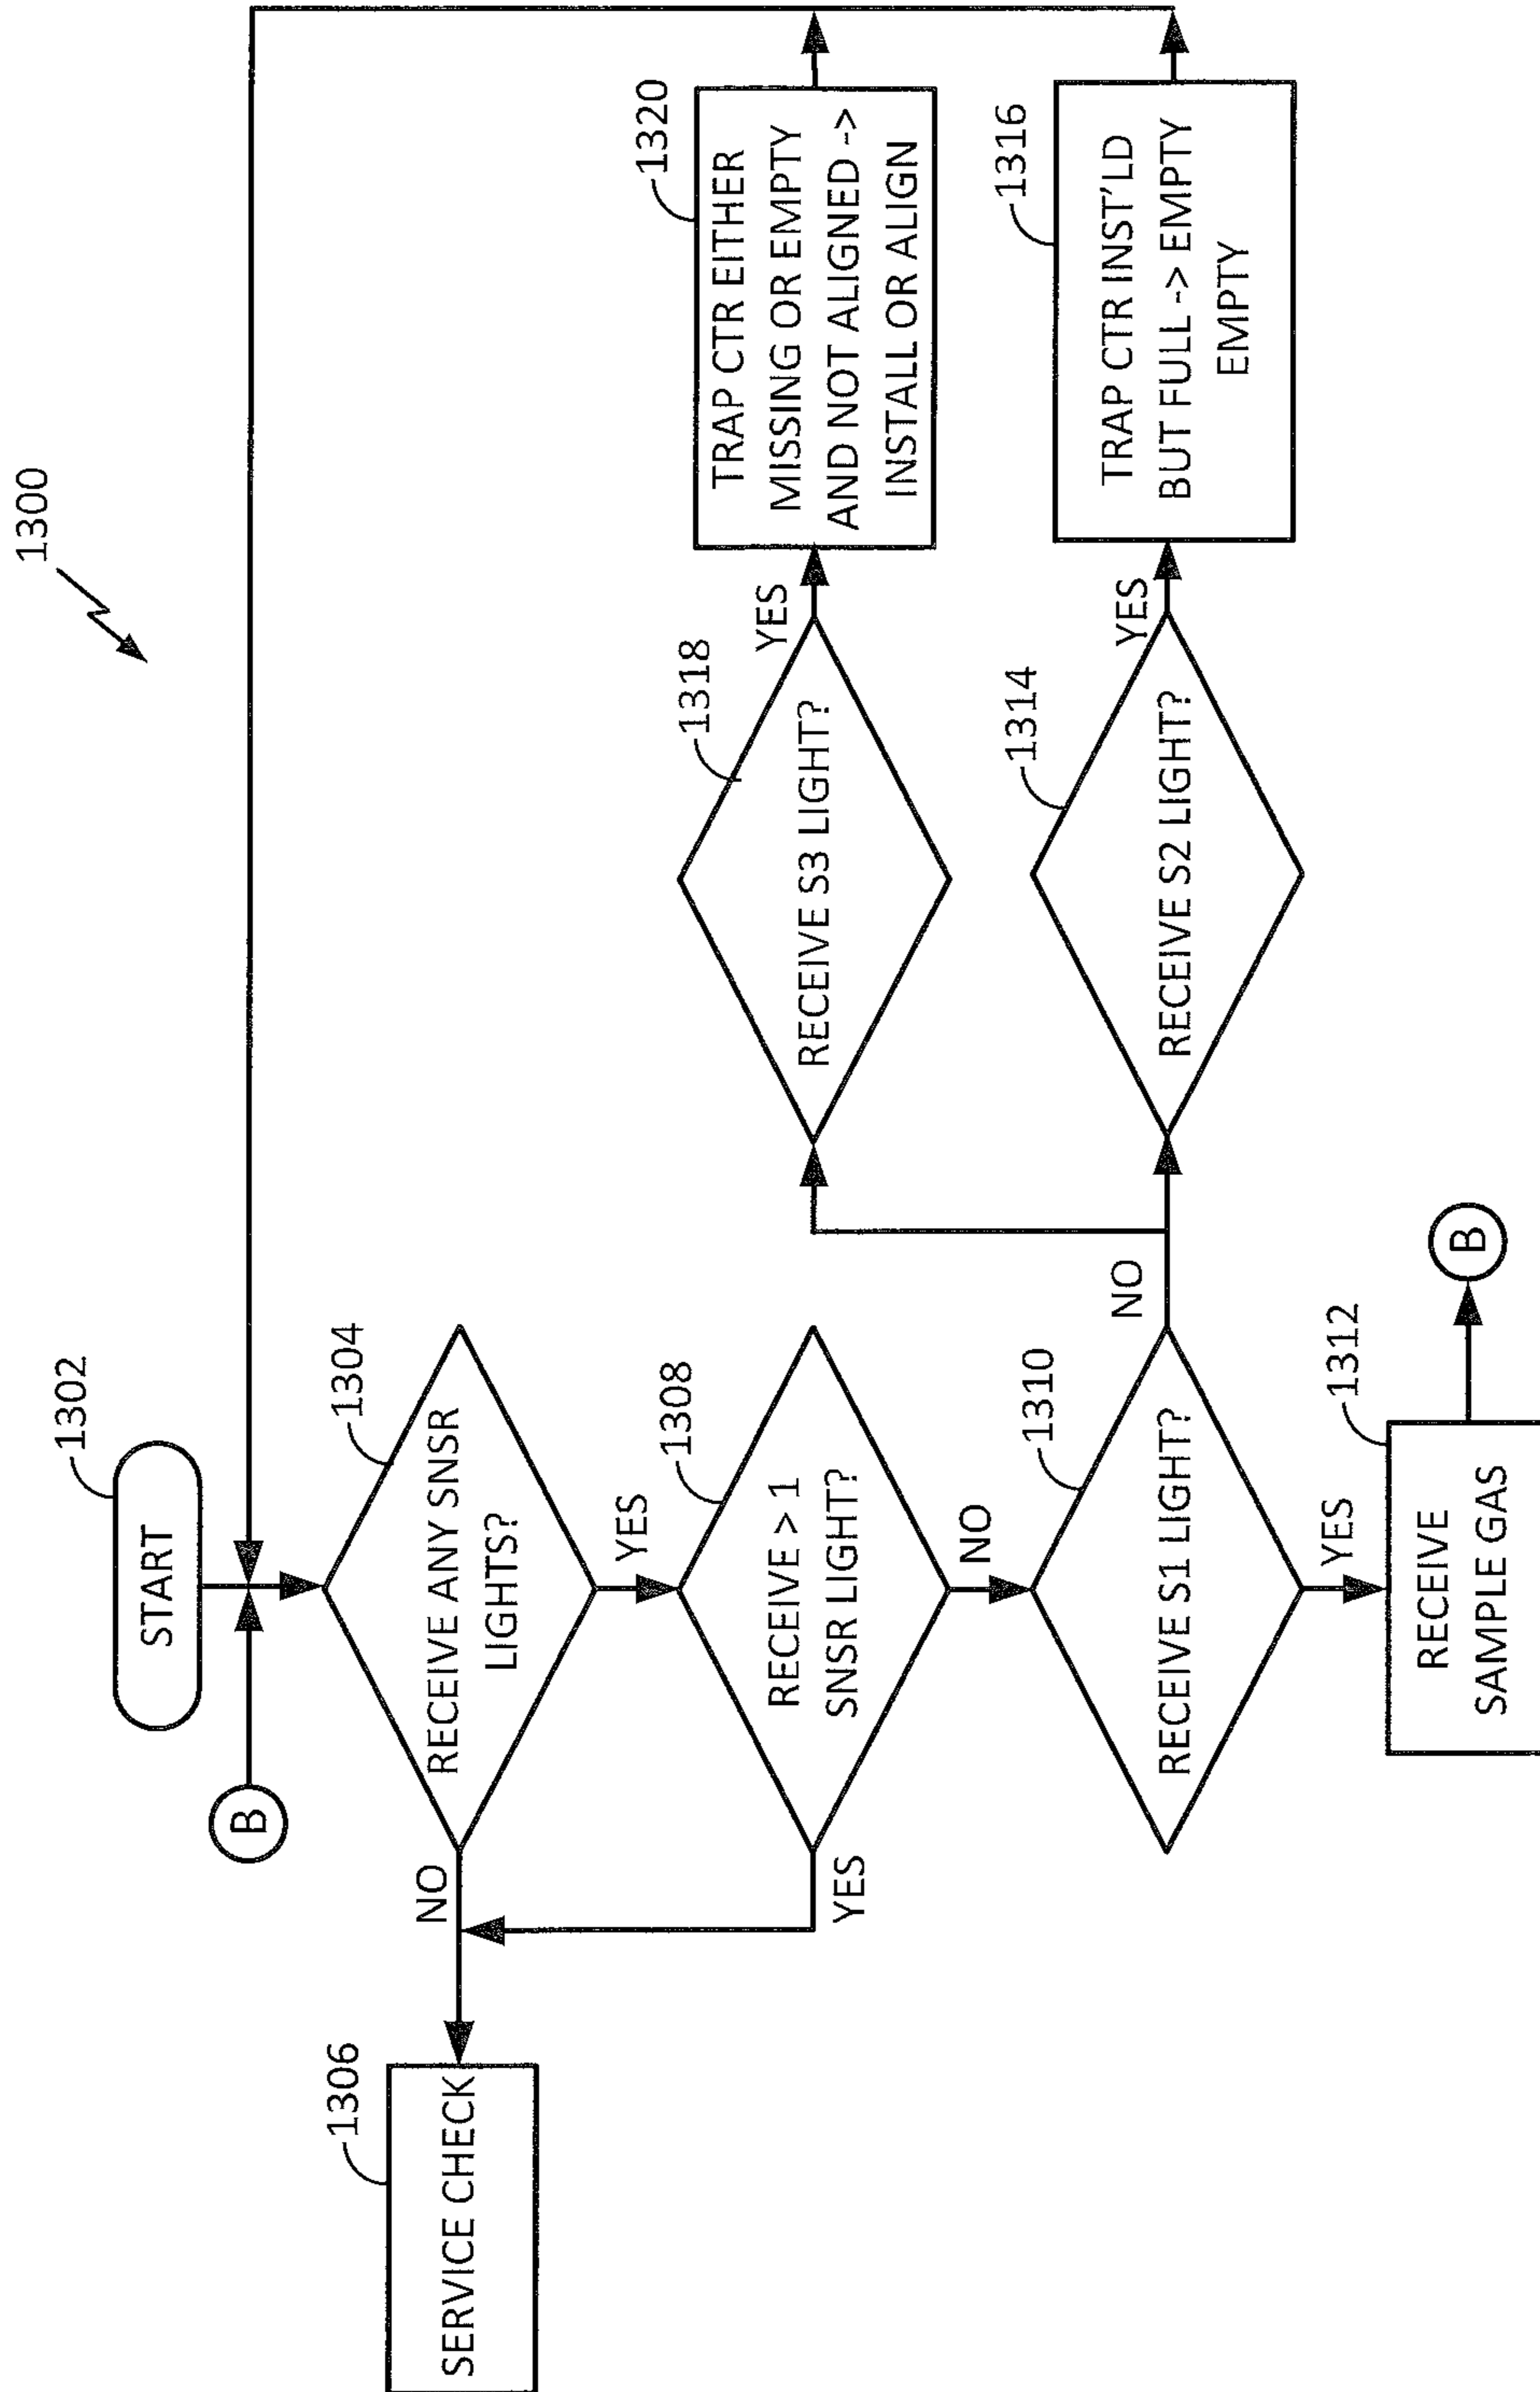 1300
1302
START
B
1304
RECEIVE ANY SNSR
LIGHTS?
NO
YES
1306
SERVICE CHECK
1308
RECEIVE > 1
SNSR LIGHT?
YES
NO
1310
RECEIVE S1 LIGHT?
NO
YES
1312
RECEIVE
SAMPLE GAS
B
1318
RECEIVE S3 LIGHT?
YES
1320
TRAP CTR EITHER
MISSING OR EMPTY
AND NOT ALIGNED ->
INSTALL OR ALIGN
1314
RECEIVE S2 LIGHT?
YES
1316
TRAP CTR INST'LD
BUT FULL -> EMPTY
EMPTY